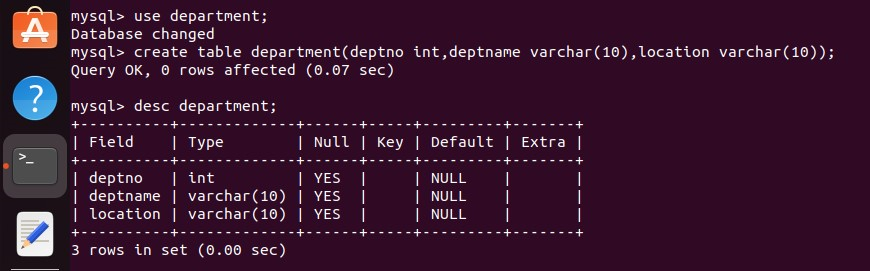 mysql> use department;
Database changed
mysql> create table department(deptno int,deptname varchar(10),location varchar(10));
Query OK, 0 rows affected (0.07 sec)
mysql> desc department;
+----------+-------------+------+-----+---------+-------+
| Field    | Type        | Null | Key | Default | Extra |
+----------+-------------+------+-----+---------+-------+
| deptno   | int         | YES  |     | NULL    |       |
| deptname | varchar(10) | YES  |     | NULL    |       |
| location | varchar(10) | YES  |     | NULL    |       |
+----------+-------------+------+-----+---------+-------+
3 rows in set (0.00 sec)